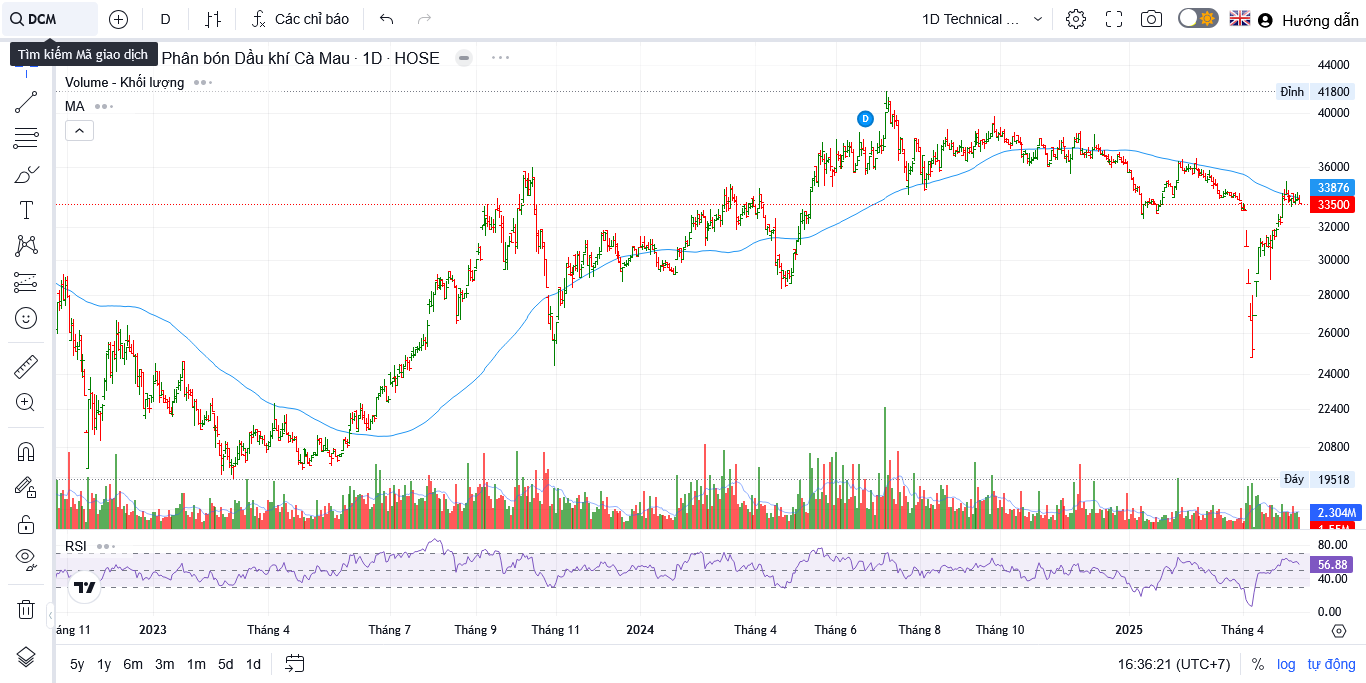 DCM
D
Các chỉ báo
1D Technical ...
Hướng dẫn
Tìm kiếm Mã giao dịch
Phân bón Dầu khí Cà Mau · 1D · HOSE
Volume - Khối lượng
MA
D
44000
Đỉnh 41800
40000
36000
33876
33500
32000
30000
28000
26000
24000
22400
20800
Đáy 19518
2.304M
1.55M
RSI
80.00
56.88
40.00
0.00
áng 11 2023 Tháng 4 Tháng 7 Tháng 9 Tháng 11 2024 Tháng 4 Tháng 6 Tháng 8 Tháng 10 2025 Tháng 4
5y 1y 6m 3m 1m 5d 1d
16:36:21 (UTC+7) % log tự động